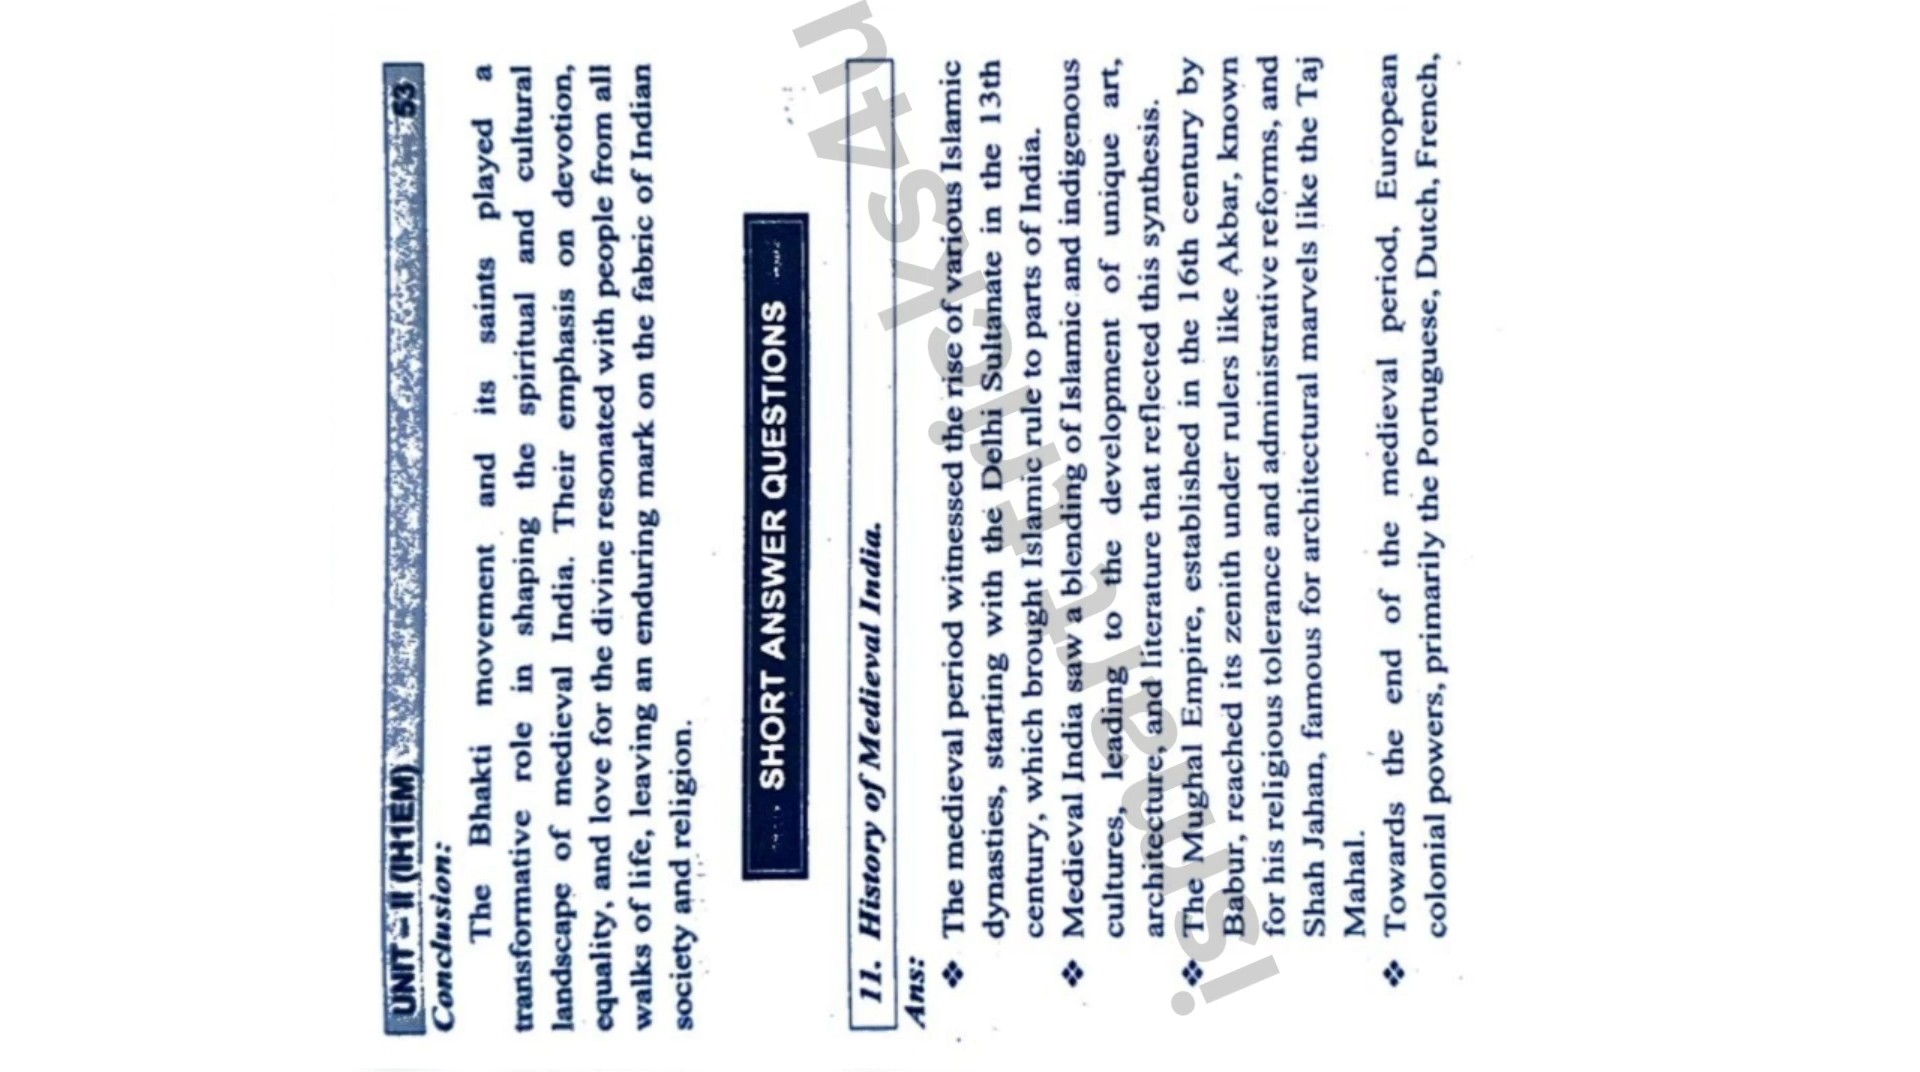 UNIT – II (IH1EM) 53
Conclusion:
The Bhakti movement and its saints played a
transformative role in shaping the spiritual and cultural
landscape of medieval India. Their emphasis on devotion,
equality, and love for the divine resonated with people from all
walks of life, leaving an enduring mark on the fabric of Indian
society and religion.
SHORT ANSWER QUESTIONS
11. History of Medieval India.
Ans:
❖ The medieval period witnessed the rise of various Islamic
dynasties, starting with the Delhi Sultanate in the 13th
century, which brought Islamic rule to parts of India.
❖ Medieval India saw a blending of Islamic and indigenous
cultures, leading to the development of unique art,
architecture, and literature that reflected this synthesis.
❖ The Mughal Empire, established in the 16th century by
Babur, reached its zenith under rulers like Akbar, known
for his religious tolerance and administrative reforms, and
Shah Jahan, famous for architectural marvels like the Taj
Mahal.
❖ Towards the end of the medieval period, European
colonial powers, primarily the Portuguese, Dutch, French,
ismartтricks4u